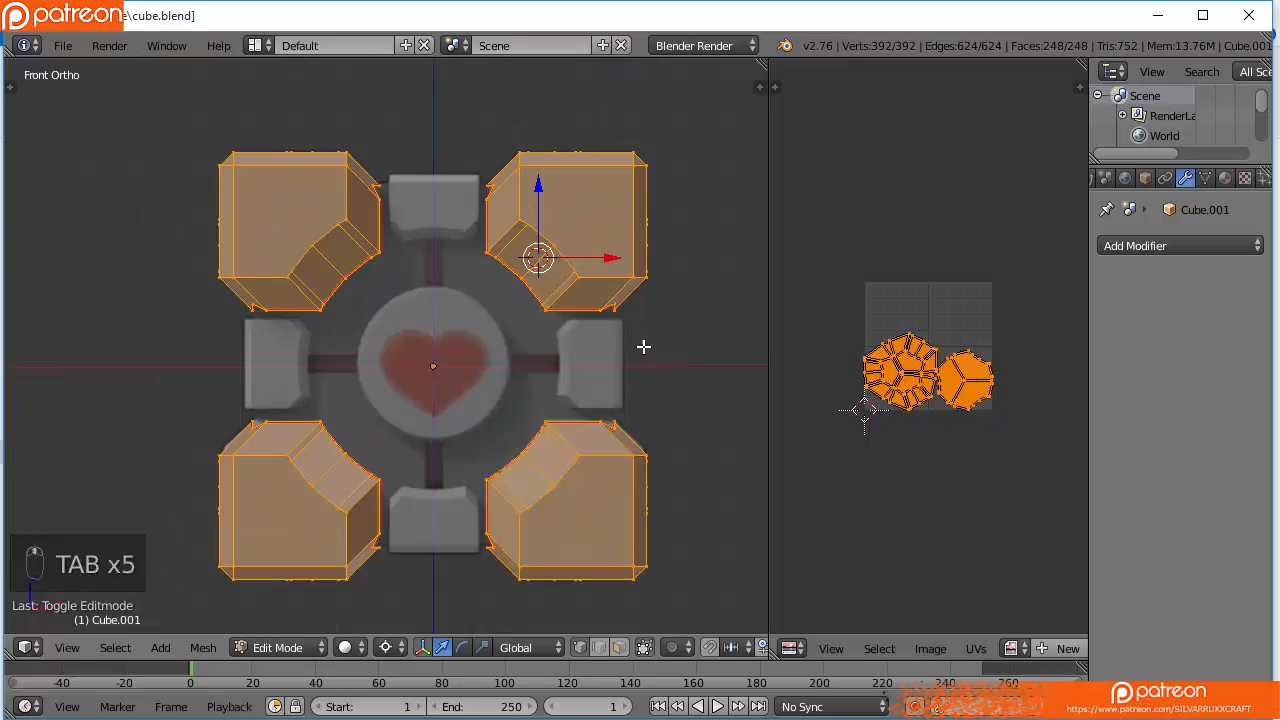 patreon
e\cube.blend]
File Render Window Help Default Scene Blender Render v2.76 | Verts:392/392 | Edges:624/624 | Faces:248/248 | Tris:752 | Mem:13.76M | Cube.001
Front Ortho
View Search All Sce
Scene
RenderLa
World
Cube.001
Add Modifier
TAB x5
Last: Toggle Editmode
(1) Cube.001
View Select Add Mesh Edit Mode Global View Select Image UVs New
-40 -20 0 20 40 60 80 100 120 140 160 180 200 220 240 260
View Marker Frame Playback Start: 1 End: 250 1 No Sync
patreon
https://www.patreon.com/SILVARRUXXCRAFT